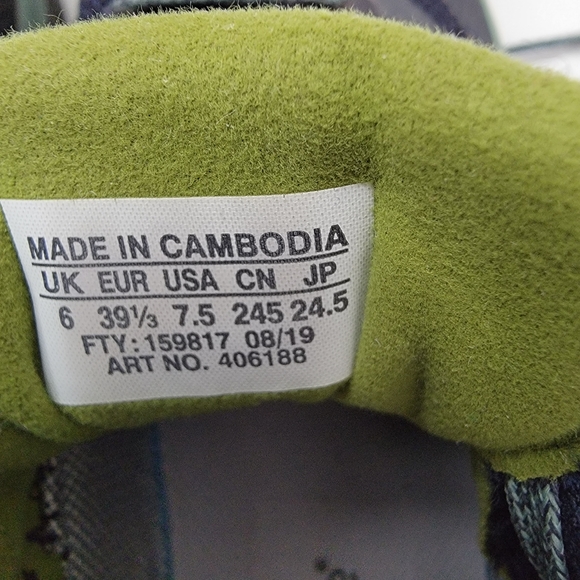 MADE IN CAMBODIA
UK EUR USA CN JP
6 39⅓ 7.5 245 24.5
FTY: 159817 08/19
ART NO. 406188